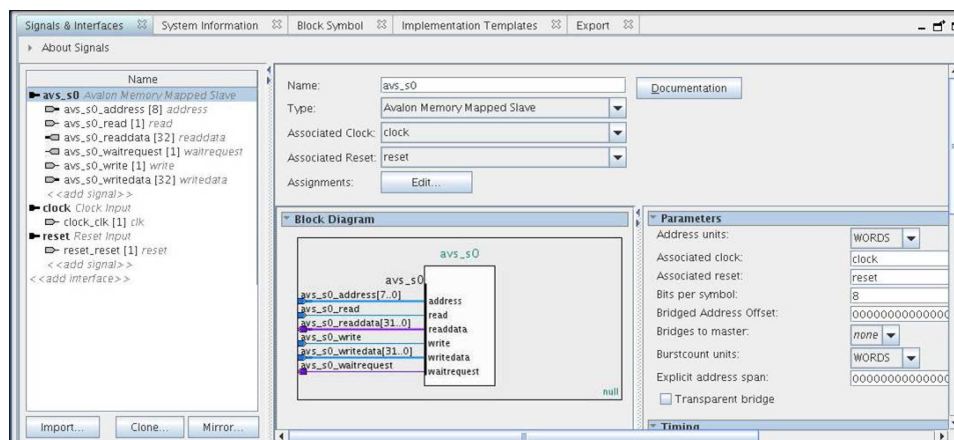 Signals & Interfaces
System Information
Block Symbol
Implementation Templates
Export
About Signals
Name
avs_s0 Avalon Memory Mapped Slave
avs_s0_address [8] address
avs_s0_read [1] read
avs_s0_readdata [32] readdata
avs_s0_waitrequest [1] waitrequest
avs_s0_write [1] write
avs_s0_writedata [32] writedata
<<add signal>>
clock Clock Input
clock_clk [1] clk
reset Reset Input
reset_reset [1] reset
<<add signal>>
<<add interface>>
Import...
Clone...
Mirror...
Name: avs_s0
Documentation
Type: Avalon Memory Mapped Slave
Associated Clock: clock
Associated Reset: reset
Assignments: Edit...
Block Diagram
avs_s0
avs_s0
avs_s0_address[7..0] address
avs_s0_read read
avs_s0_readdata[31..0] readdata
avs_s0_write write
avs_s0_writedata[31..0] writedata
avs_s0_waitrequest waitrequest
null
Parameters
Address units: WORDS
Associated clock: clock
Associated reset: reset
Bits per symbol: 8
Bridged Address Offset: 00000000000000
Bridges to master: none
Burstcount units: WORDS
Explicit address span: 00000000000000
Transparent bridge
Timing